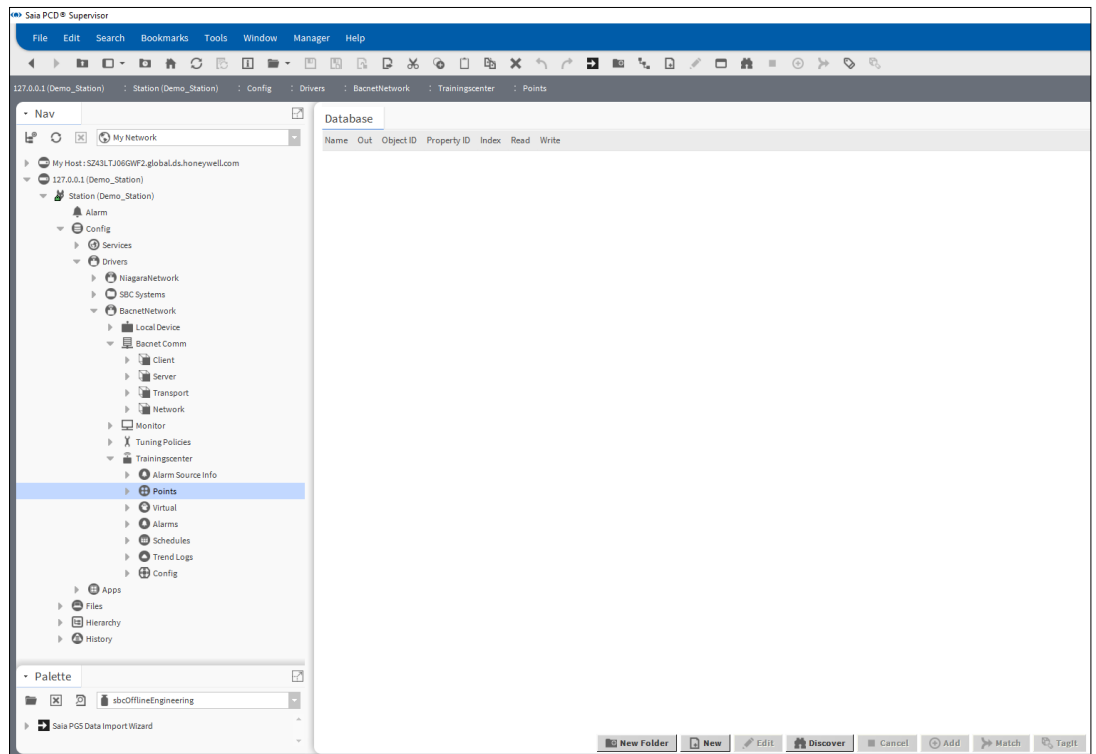 Saia PCD® Supervisor
File Edit Search Bookmarks Tools Window Manager Help
127.0.0.1 (Demo_Station) : Station (Demo_Station) : Config : Drivers : BacnetNetwork : Trainingscenter : Points
Nav
My Network
My Host : SZ43LTJ06GWF2.global.ds.honeywell.com
127.0.0.1 (Demo_Station)
Station (Demo_Station)
Alarm
Config
Services
Drivers
NiagaraNetwork
SBC Systems
BacnetNetwork
Local Device
Bacnet Comm
Client
Server
Transport
Network
Monitor
Tuning Policies
Trainingscenter
Alarm Source Info
Points
Virtual
Alarms
Schedules
Trend Logs
Config
Apps
Files
Hierarchy
History
Palette
sbcOfflineEngineering
Saia PG5 Data Import Wizard
Database
Name Out Object ID Property ID Index Read Write
New Folder New Edit Discover Cancel Add Match TagIt